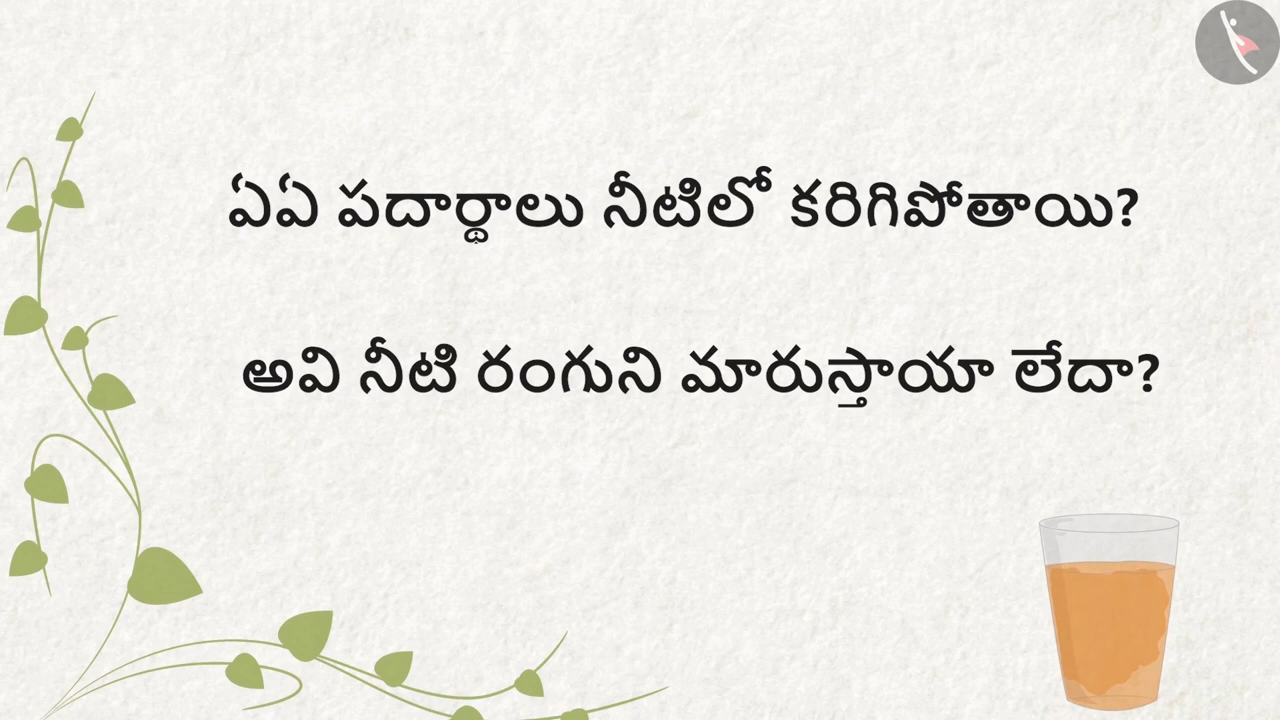 ఏఏ పదార్థాలు నీటిలో కరిగిపోతాయి?
అవి నీటి రంగుని మారుస్తాయా లేదా?